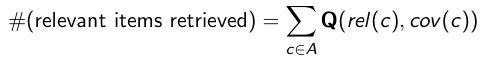 #(relevant items retrieved) = ∑_{c∈A} Q(rel(c), cov(c))